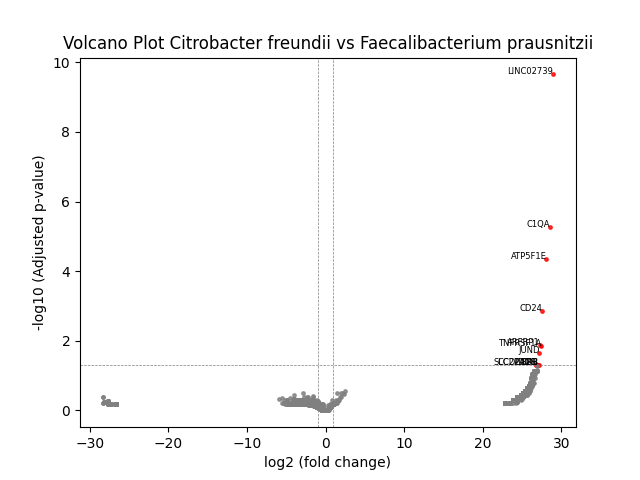 Volcano Plot Citrobacter freundii vs Faecalibacterium prausnitzii
-log10 (Adjusted p-value)
10
8
6
4
2
0
LINC02739
C1QA
ATP5F1E
CD24
JUND
−30
−20
−10
0
10
20
30
log2 (fold change)